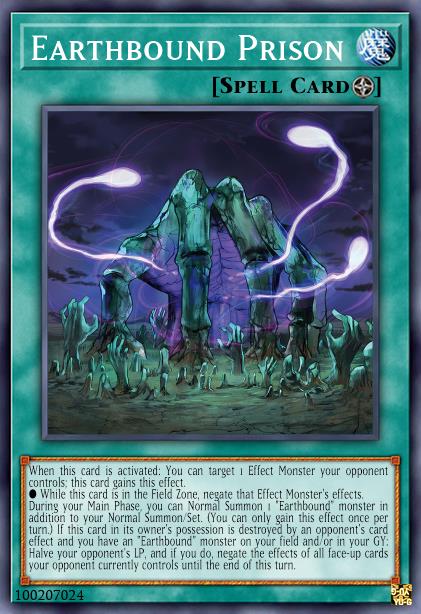 Earthbound Prison
魔
[Spell Card]
When this card is activated: You can target 1 Effect Monster your opponent
controls; this card gains this effect.
● While this card is in the Field Zone, negate that Effect Monster's effects.
During your Main Phase, you can Normal Summon 1 "Earthbound" monster in
addition to your Normal Summon/Set. (You can only gain this effect once per
turn.) If this card in its owner's possession is destroyed by an opponent's card
effect and you have an "Earthbound" monster on your field and/or in your GY:
Halve your opponent's LP, and if you do, negate the effects of all face-up cards
your opponent currently controls until the end of this turn.
100207024